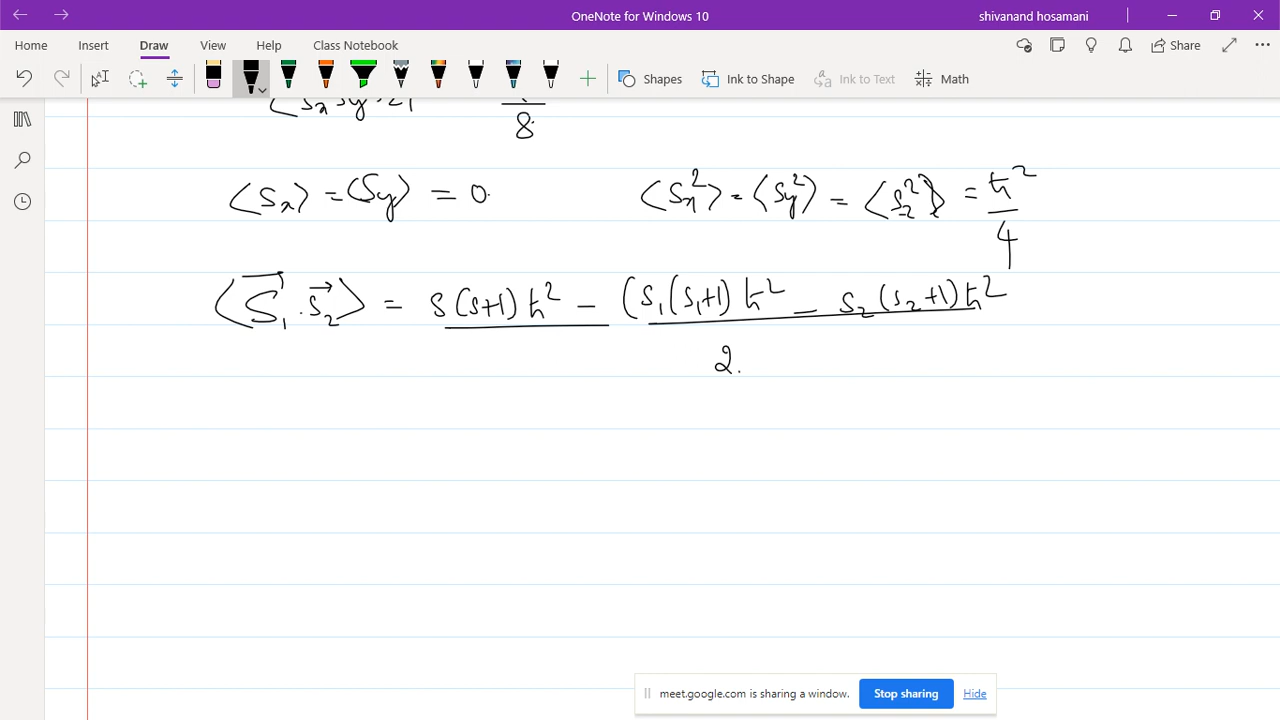 OneNote for Windows 10
shivanand hosamani
Home Insert Draw View Help Class Notebook
Share
Shapes Ink to Shape Ink to Text Math
8
⟨Sx⟩ = ⟨Sy⟩ = 0 ⟨Sx²⟩ = ⟨Sy²⟩ = ⟨Sz²⟩ = ħ²
4
⟨S₁ · S₂⟩ = S(S+1)ħ² − (S₁(S₁+1)ħ² − S₂(S₂+1)ħ²
2.
meet.google.com is sharing a window. Stop sharing Hide